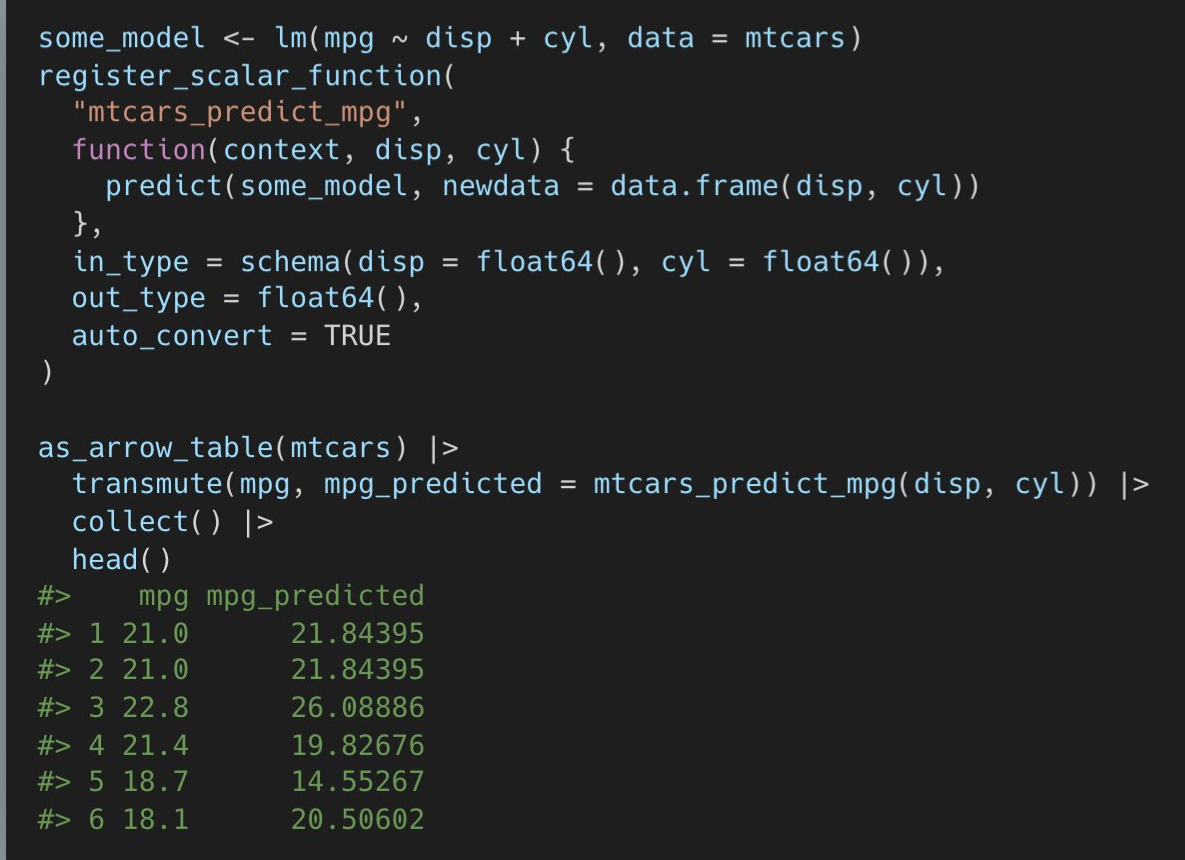 some_model <- lm(mpg ~ disp + cyl, data = mtcars)
register_scalar_function(
  "mtcars_predict_mpg",
  function(context, disp, cyl) {
    predict(some_model, newdata = data.frame(disp, cyl))
  },
  in_type = schema(disp = float64(), cyl = float64()),
  out_type = float64(),
  auto_convert = TRUE
)

as_arrow_table(mtcars) |>
  transmute(mpg, mpg_predicted = mtcars_predict_mpg(disp, cyl)) |>
  collect() |>
  head()
#>    mpg mpg_predicted
#> 1 21.0      21.84395
#> 2 21.0      21.84395
#> 3 22.8      26.08886
#> 4 21.4      19.82676
#> 5 18.7      14.55267
#> 6 18.1      20.50602